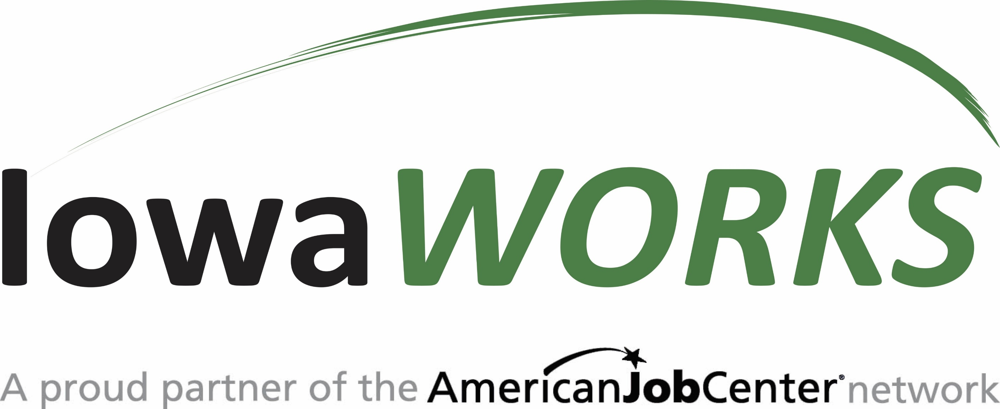 IowaWORKS
A proud partner of the AmericanJobCenter® network